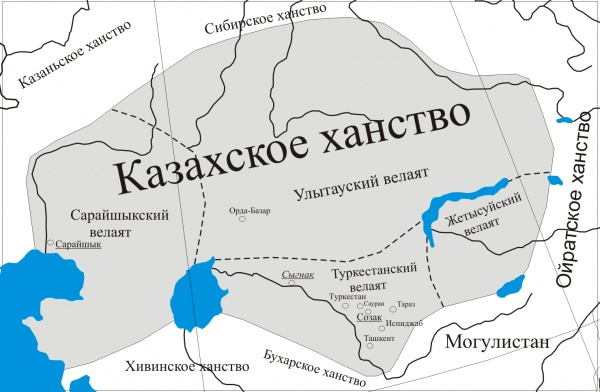 Казаньское ханство
Сибирское ханство
Казахское ханство
Ойратское ханство
Улытауский велаят
Сарайшыкский
велаят
Орда-Базар
Жетысуйский
велаят
Сарайшык
Сыгнак
Туркестанский
велаят
Туркестан
Сауран
Тараз
Созак
Испиджаб
Ташкент
Могулистан
Хивинское ханство
Бухарское ханство